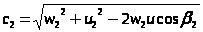 c₂ = √(w₂² + u₂² − 2w₂u cos β₂)